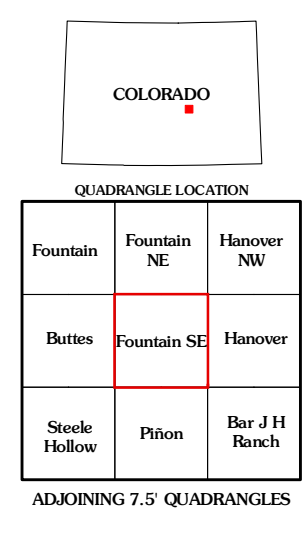 COLORADO
QUADRANGLE LOCATION
Fountain
Fountain
NE
Hanover
NW
Buttes
Fountain SE
Hanover
Steele
Hollow
Piñon
Bar J H
Ranch
ADJOINING 7.5' QUADRANGLES